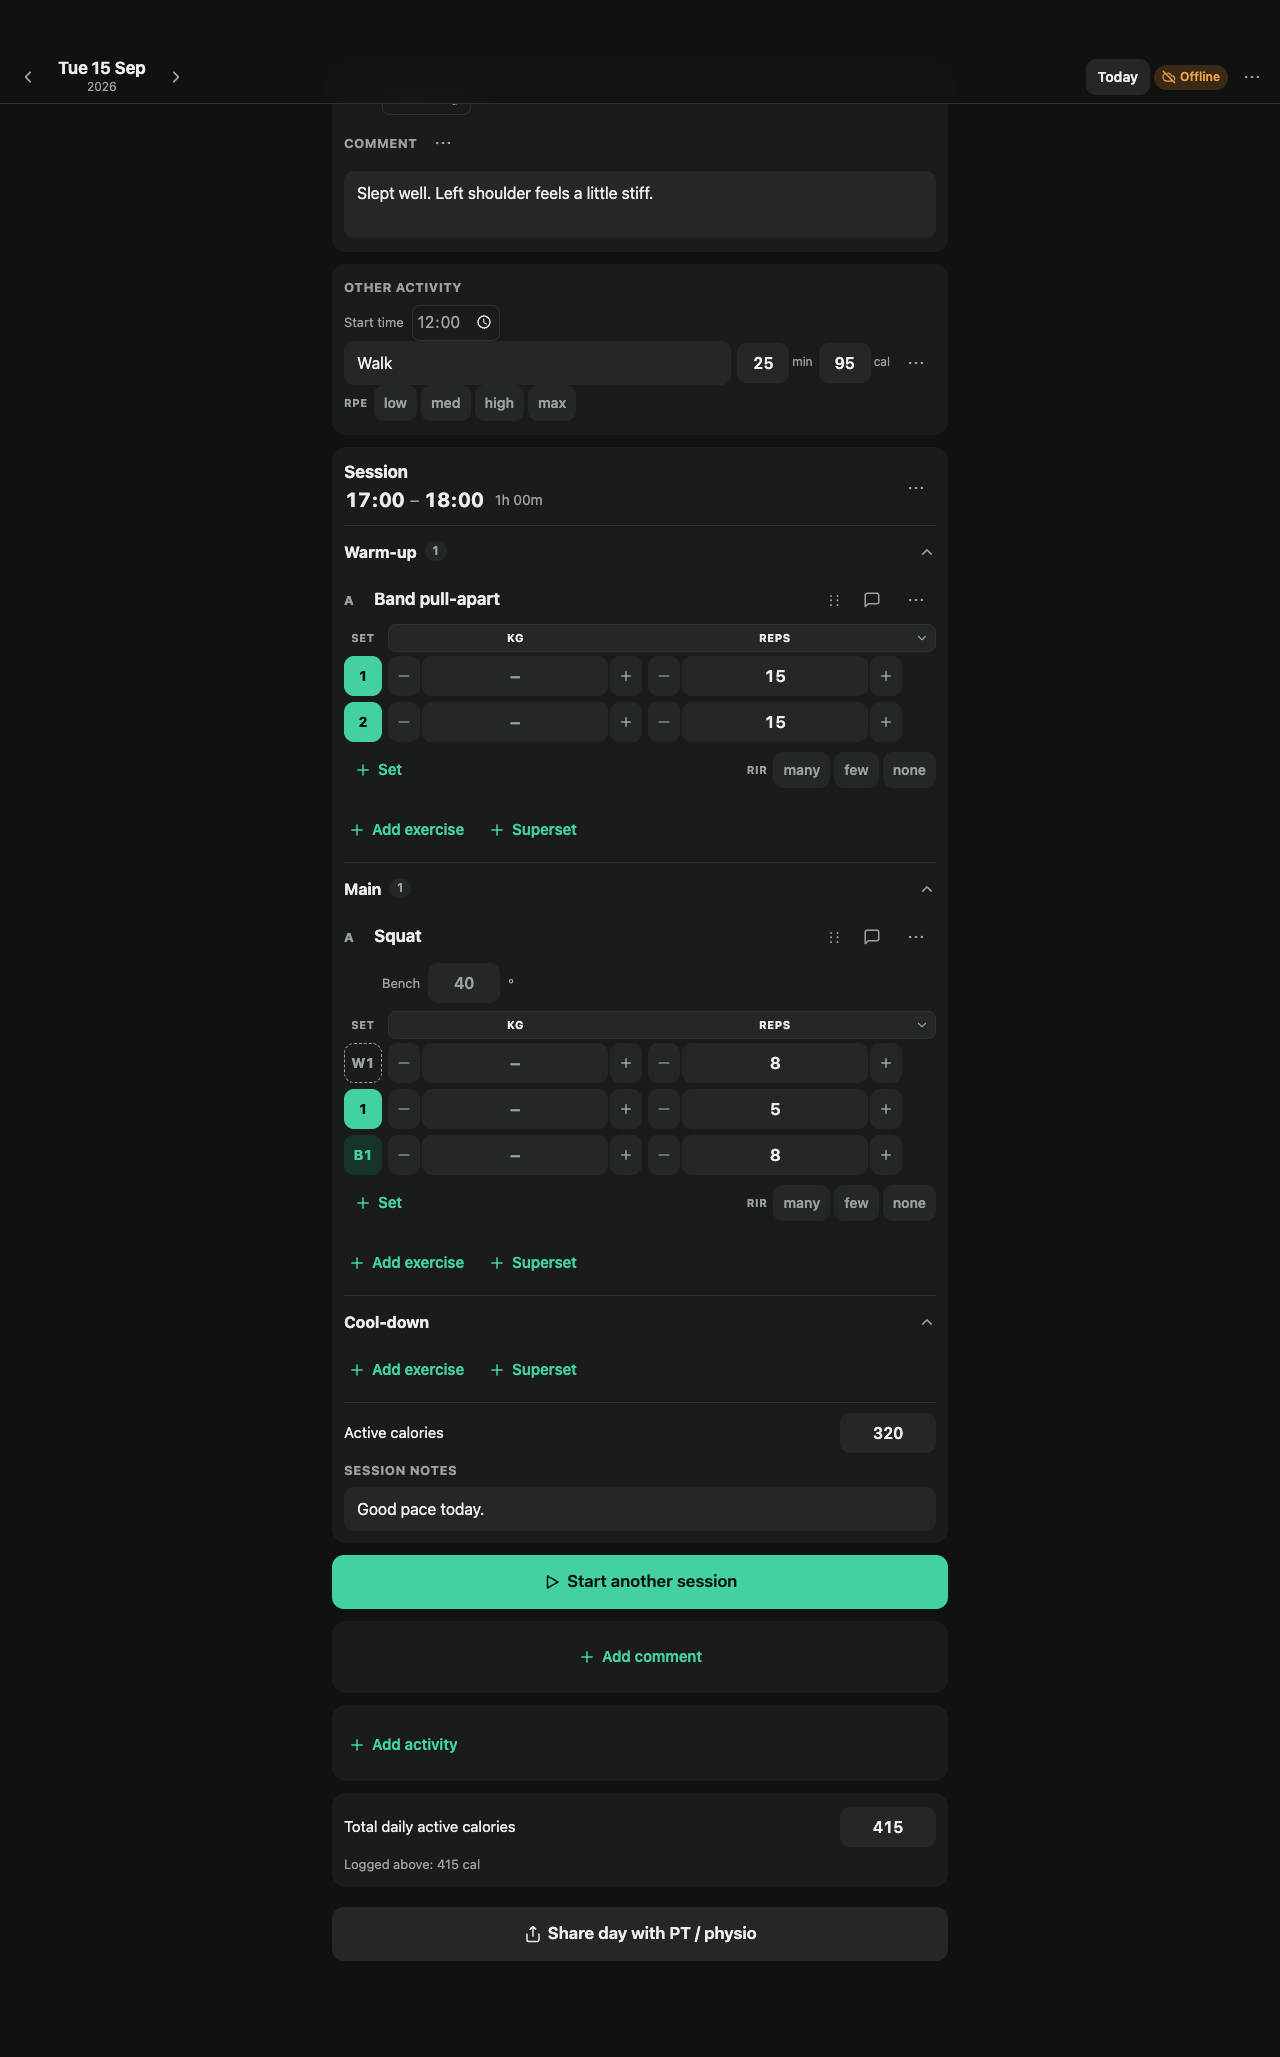 Tue 15 Sep
2026
Today
Offline
COMMENT
Slept well. Left shoulder feels a little stiff.
OTHER ACTIVITY
Start time 12:00
Walk 25 min 95 cal
RPE low med high max
Session
17:00 – 18:00 1h 00m
Warm-up 1
A Band pull-apart
SET KG REPS
1 – 15
2 – 15
+ Set RIR many few none
+ Add exercise + Superset
Main 1
A Squat
Bench 40 °
SET KG REPS
W1 – 8
1 – 5
B1 – 8
+ Set RIR many few none
+ Add exercise + Superset
Cool-down
+ Add exercise + Superset
Active calories 320
SESSION NOTES
Good pace today.
Start another session
+ Add comment
+ Add activity
Total daily active calories 415
Logged above: 415 cal
Share day with PT / physio